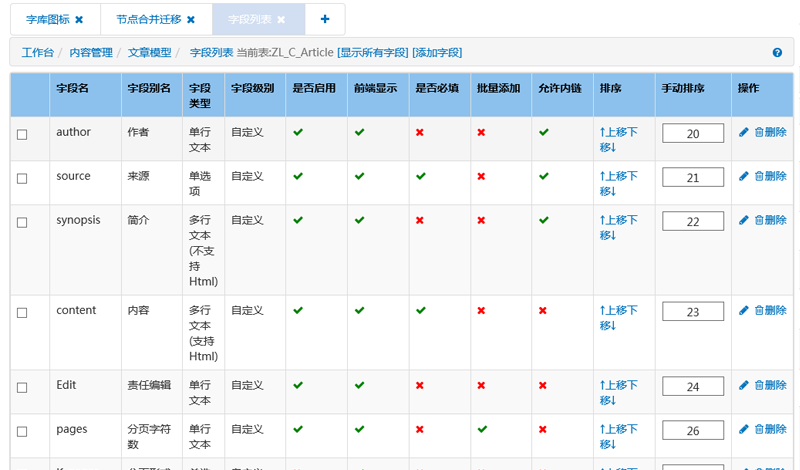 字库图标 节点合并迁移 字段列表
工作台 / 内容管理 / 文章模型 / 字段列表 当前表:ZL_C_Article [显示所有字段] [添加字段]
字段名 字段别名 字段类型 字段级别 是否启用 前端显示 是否必填 批量添加 允许内链 排序 手动排序 操作
author 作者 单行文本 自定义 ↑上移下移↓ 20 删除
source 来源 单选项 自定义 ↑上移下移↓ 21 删除
synopsis 简介 多行文本(不支持Html) 自定义 ↑上移下移↓ 22 删除
content 内容 多行文本(支持Html) 自定义 ↑上移下移↓ 23 删除
Edit 责任编辑 单行文本 自定义 ↑上移下移↓ 24 删除
pages 分页字符数 单行文本 自定义 ↑上移下移↓ 26 删除